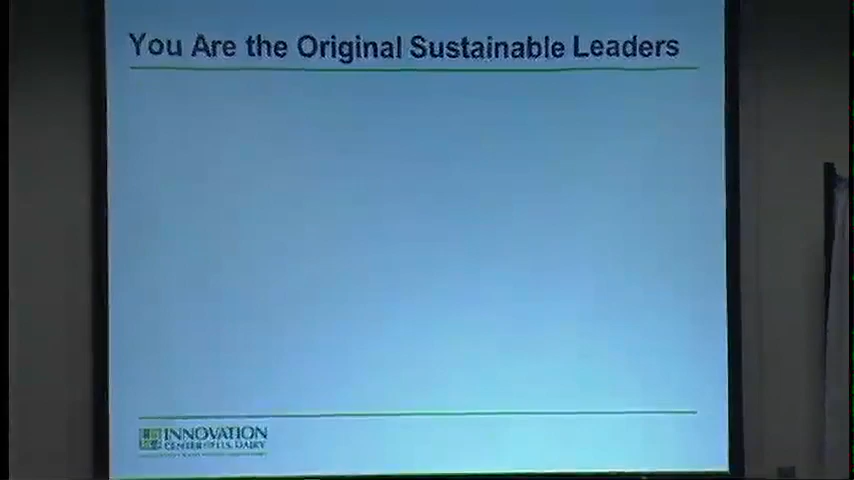 You Are the Original Sustainable Leaders
INNOVATION
CENTER FOR U.S. DAIRY